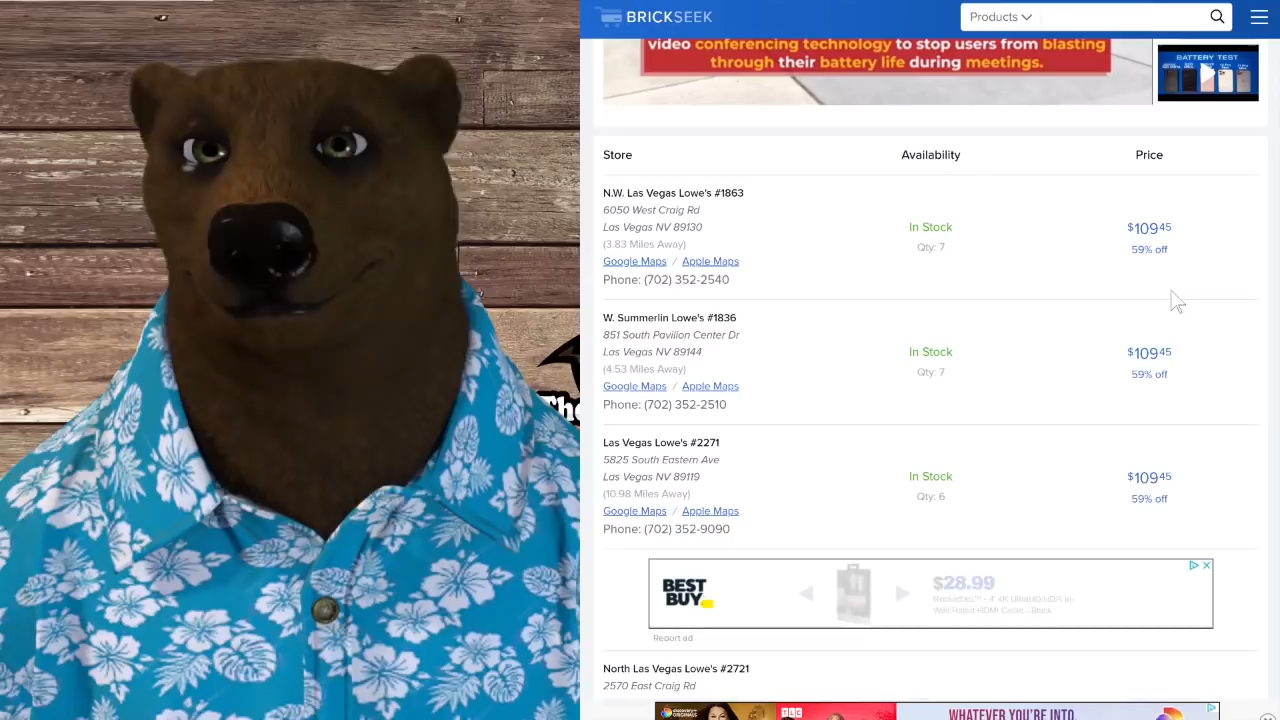 BRICKSEEK
Products
video conferencing technology to stop users from blasting
through their battery life during meetings.
BATTERY TEST
Store Availability Price
N.W. Las Vegas Lowe's #1863
6050 West Craig Rd
Las Vegas NV 89130
(3.83 Miles Away)
Google Maps / Apple Maps
Phone: (702) 352-2540
In Stock
Qty: 7
$109.45
59% off
W. Summerlin Lowe's #1836
851 South Pavilion Center Dr
Las Vegas NV 89144
(4.53 Miles Away)
Google Maps / Apple Maps
Phone: (702) 352-2510
In Stock
Qty: 7
$109.45
59% off
Las Vegas Lowe's #2271
5825 South Eastern Ave
Las Vegas NV 89119
(10.98 Miles Away)
Google Maps / Apple Maps
Phone: (702) 352-9090
In Stock
Qty: 6
$109.45
59% off
BEST
BUY
$28.99
Report ad
North Las Vegas Lowe's #2721
2570 East Craig Rd
TLC
WHATEVER YOU'RE INTO
The